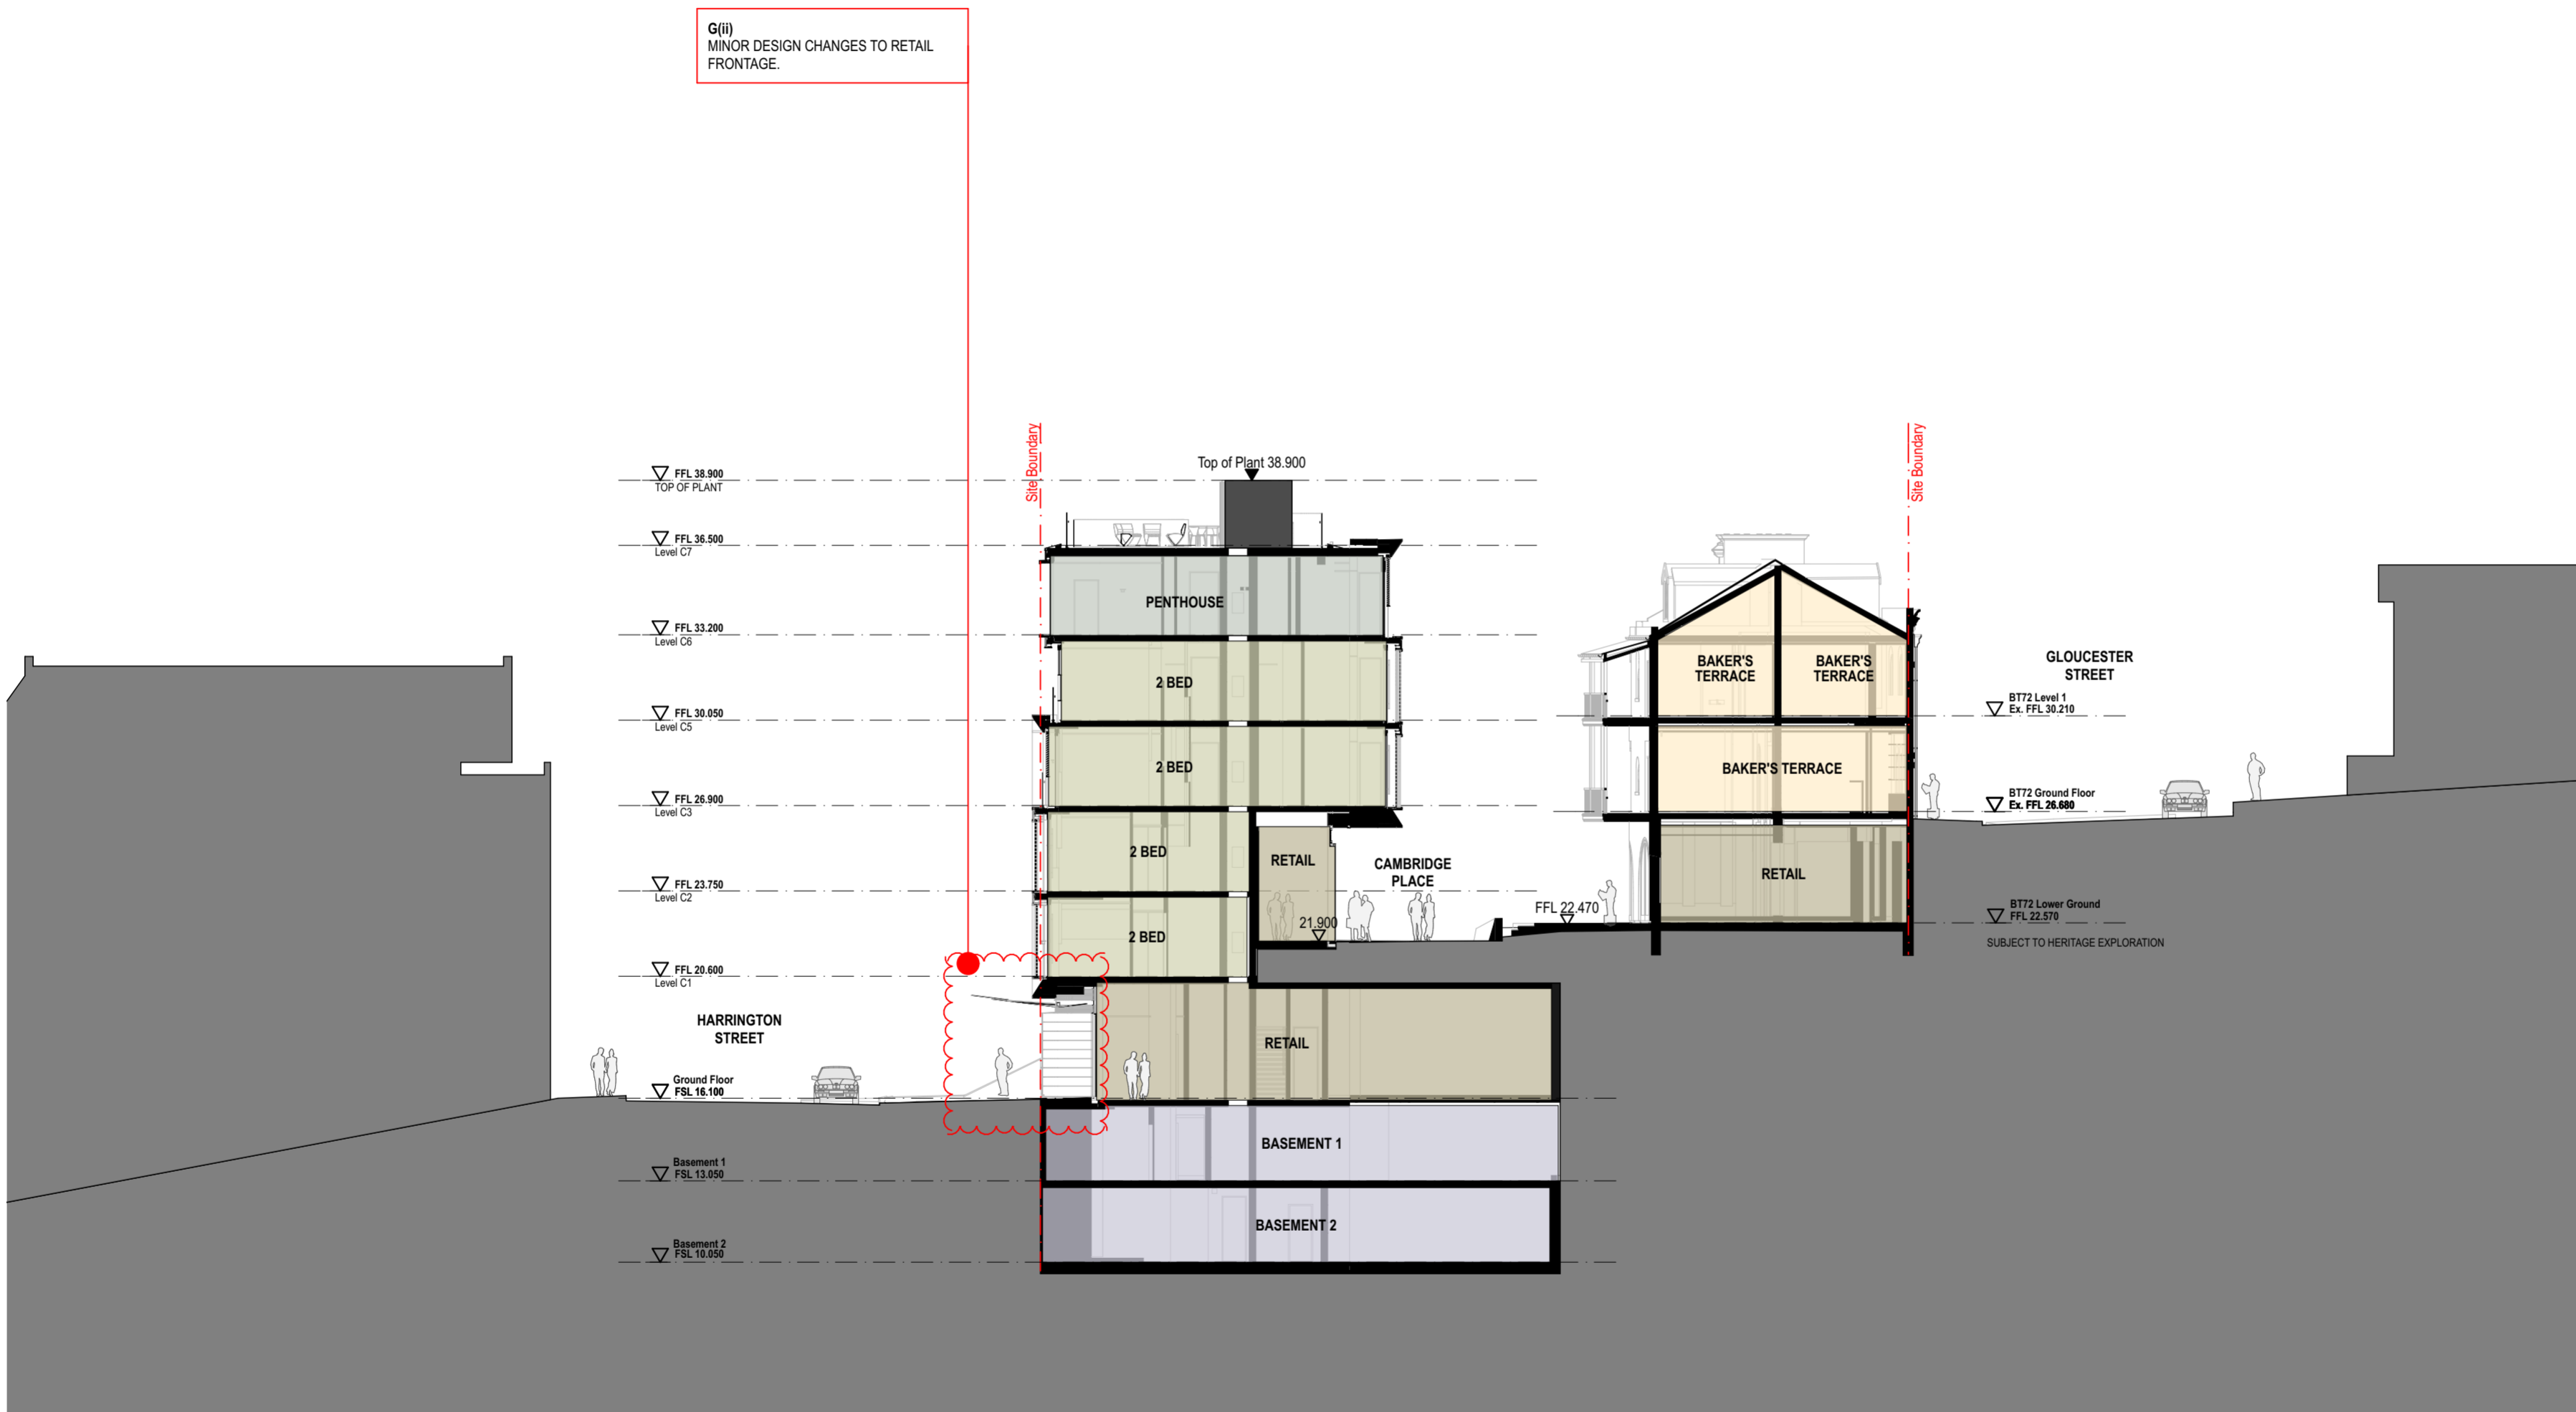 G(ii)
MINOR DESIGN CHANGES TO RETAIL
FRONTAGE.
Site Boundary
Site Boundary
FFL 38.900
TOP OF PLANT
Top of Plant 38.900
FFL 36.500
Level C7
PENTHOUSE
FFL 33.200
Level C6
2 BED
BAKER'S
TERRACE
BAKER'S
TERRACE
GLOUCESTER
STREET
FFL 30.050
Level C5
BT72 Level 1
Ex. FFL 30.210
2 BED
BAKER'S TERRACE
FFL 26.900
Level C3
BT72 Ground Floor
Ex. FFL 26.680
2 BED
RETAIL
CAMBRIDGE
PLACE
RETAIL
FFL 23.750
Level C2
2 BED
21.900
FFL 22.470
BT72 Lower Ground
FFL 22.570
SUBJECT TO HERITAGE EXPLORATION
FFL 20.600
Level C1
HARRINGTON
STREET
RETAIL
Ground Floor
FSL 16.100
BASEMENT 1
Basement 1
FSL 13.050
BASEMENT 2
Basement 2
FSL 10.050